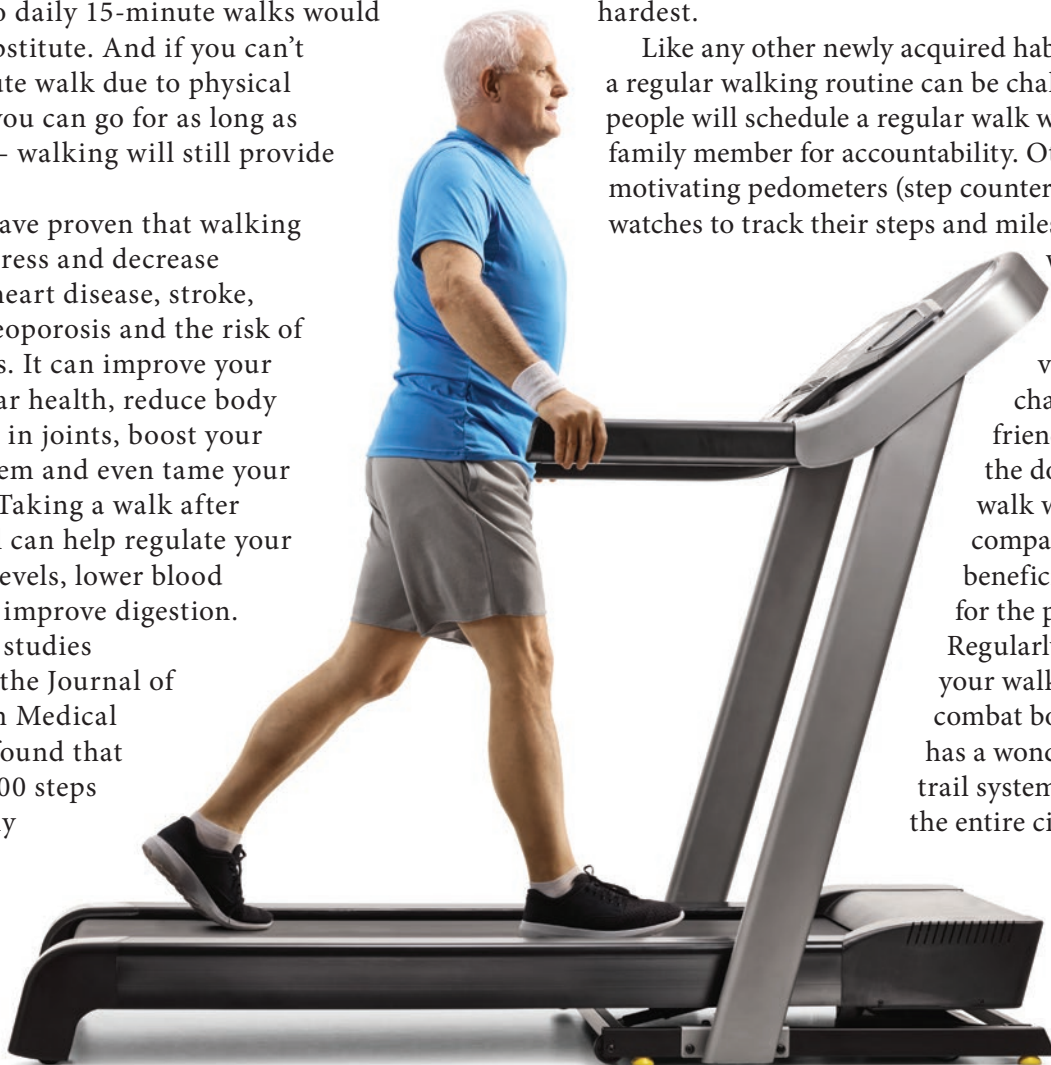 o daily 15-minute walks would
bstitute. And if you can’t
ute walk due to physical
you can go for as long as
– walking will still provide
ave proven that walking
ress and decrease
heart disease, stroke,
eoporosis and the risk of
s. It can improve your
ar health, reduce body
in joints, boost your
em and even tame your
Taking a walk after
l can help regulate your
evels, lower blood
improve digestion.
studies
the Journal of
n Medical
found that
00 steps
y
hardest.
Like any other newly acquired hab
a regular walking routine can be chal
people will schedule a regular walk w
family member for accountability. Ot
motivating pedometers (step counter
watches to track their steps and miles
w
v
cha
frien
the do
walk w
compa
benefic
for the p
Regularly
your walk
combat bo
has a wond
trail system
the entire ci